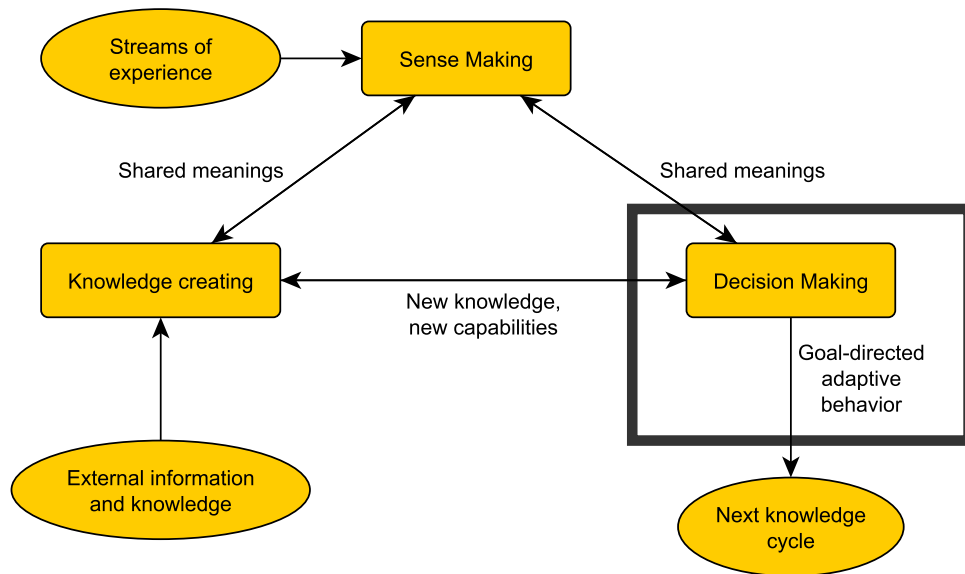 Streams of
experience
Sense Making
Shared meanings
Shared meanings
Knowledge creating
Decision Making
New knowledge,
new capabilities
Goal-directed
adaptive
behavior
External information
and knowledge
Next knowledge
cycle